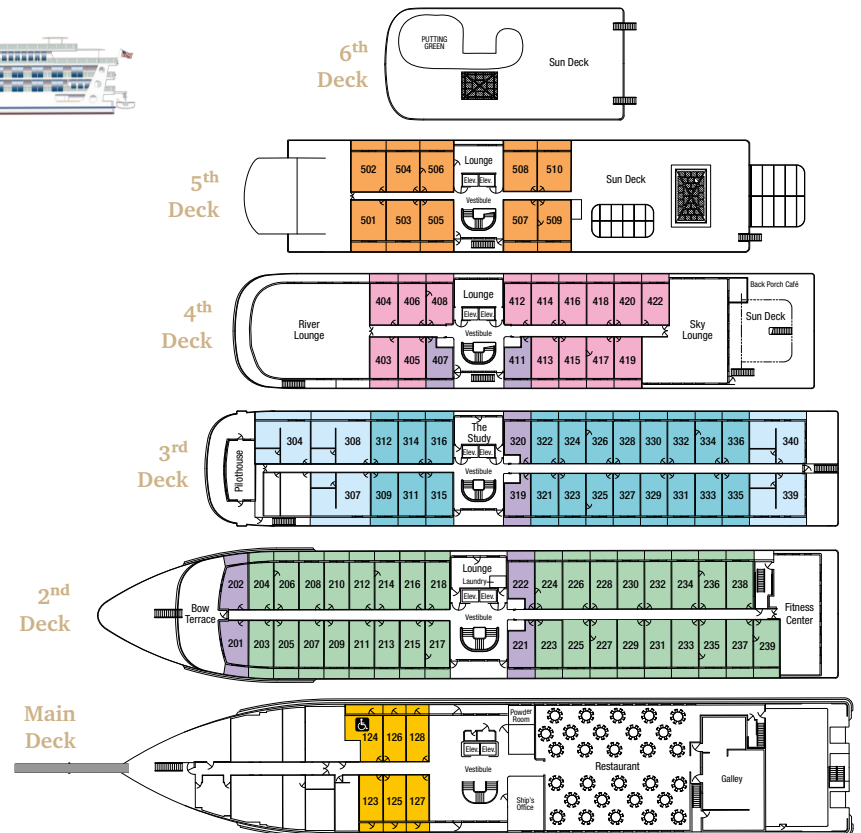 6th
Deck
PUTTING
GREEN
Sun Deck
5th
Deck
502 504 506 Lounge 508 510
Elev. Elev.
Sun Deck
Vestibule
501 503 505 507 509
4th
Deck
404 406 408 Lounge 412 414 416 418 420 422
Back Porch Café
Elev. Elev.
River
Lounge
Vestibule
Sky
Lounge
Sun Deck
403 405 407 411 413 415 417 419
3rd
Deck
304 308 312 314 316 The
Study
320 322 324 326 328 330 332 334 336 340
Elev. Elev.
Pilothouse
Vestibule
307 309 311 315 319 321 323 325 327 329 331 333 335 339
2nd
Deck
202 204 206 208 210 212 214 216 218 Lounge 222 224 226 228 230 232 234 236 238
Laundry
Elev. Elev.
Bow
Terrace
Vestibule
Fitness
Center
201 203 205 207 209 211 213 215 217 221 223 225 227 229 231 233 235 237 239
Main
Deck
124 126 128
Powder
Room
Elev. Elev.
Vestibule
Restaurant
Galley
123 125 127
Ship's
Office